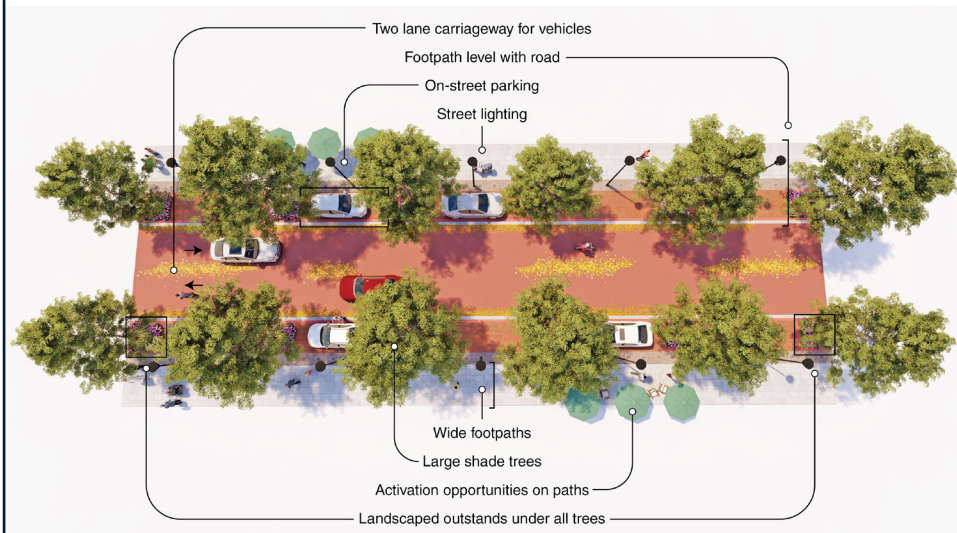 Two lane carriageway for vehicles
Footpath level with road
On-street parking
Street lighting
Wide footpaths
Large shade trees
Activation opportunities on paths
Landscaped outstands under all trees